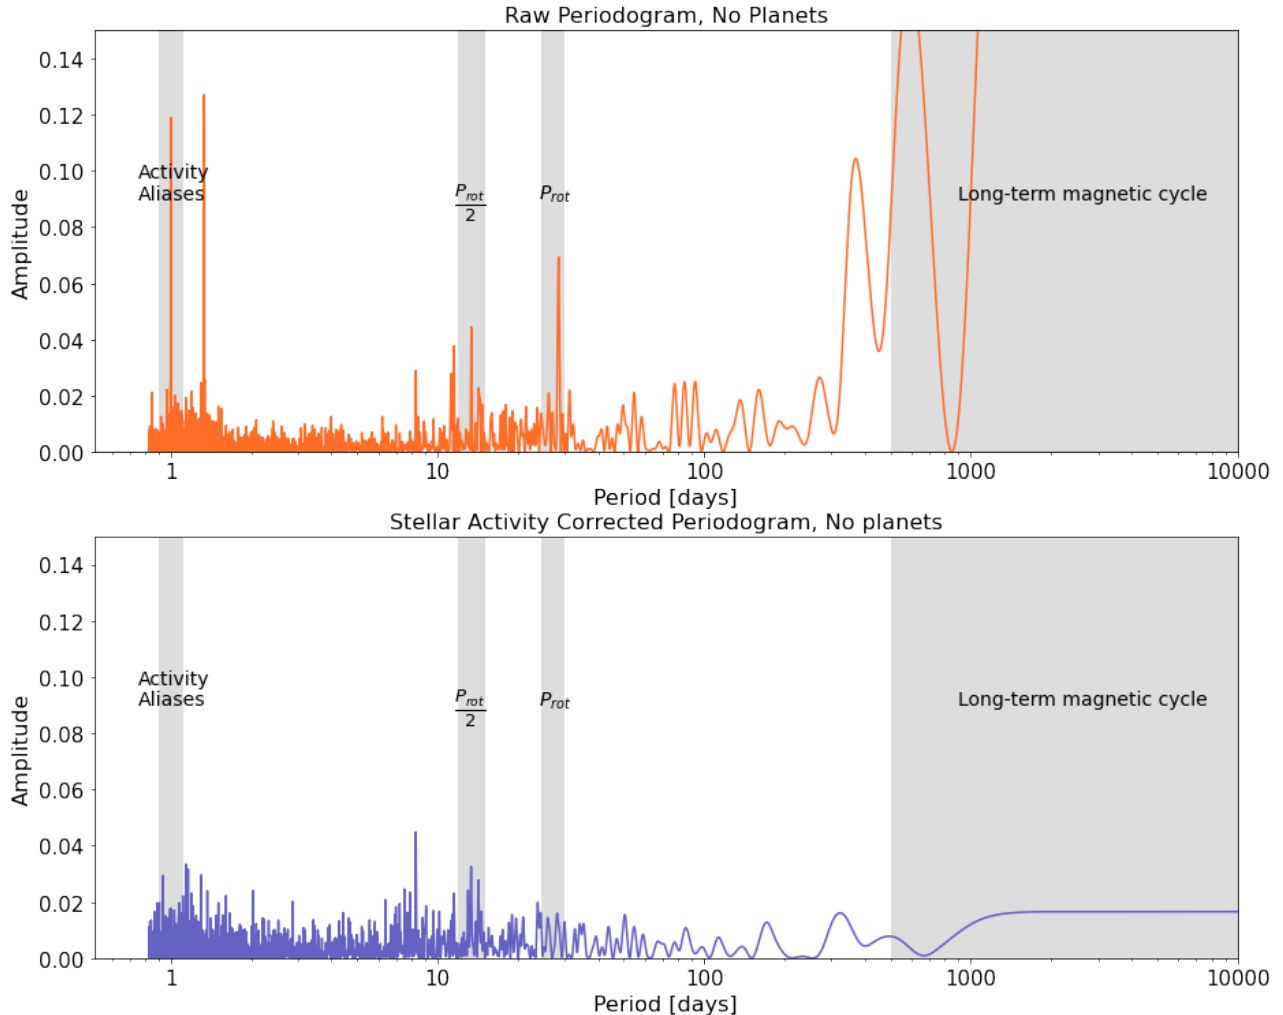 Raw Periodogram, No Planets
0.14
0.12
0.10
0.08
0.06
0.04
0.02
0.00
Amplitude
Activity
Aliases
P_rot/2
P_rot
Long-term magnetic cycle
1
10
100
1000
10000
Period [days]
Stellar Activity Corrected Periodogram, No planets
0.14
0.12
0.10
0.08
0.06
0.04
0.02
0.00
Amplitude
Activity
Aliases
P_rot/2
P_rot
Long-term magnetic cycle
1
10
100
1000
10000
Period [days]